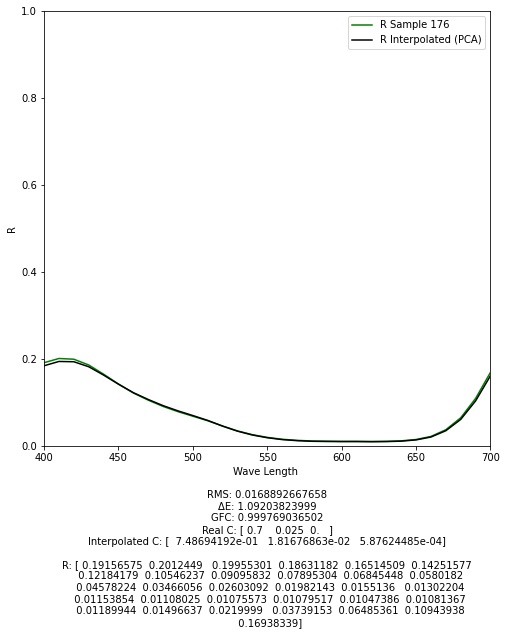 1.0
0.8
0.6
0.4
0.2
0.0
R
R Sample 176
R Interpolated (PCA)
400 450 500 550 600 650 700
Wave Length
RMS: 0.0168892667658
ΔE: 1.09203823999
GFC: 0.999769036502
Real C: [ 0.7 0.025 0. ]
Interpolated C: [ 7.48694192e-01 1.81676863e-02 5.87624485e-04]
R: [ 0.19156575 0.2012449 0.19955301 0.18631182 0.16514509 0.14251577
0.12184179 0.10546237 0.09095832 0.07895304 0.06845448 0.0580182
0.04578224 0.03466056 0.02603092 0.01982143 0.0155136 0.01302204
0.01153854 0.01108025 0.01075573 0.01079517 0.01047386 0.01081367
0.01189944 0.01496637 0.0219999 0.03739153 0.06485361 0.10943938
0.16938339]